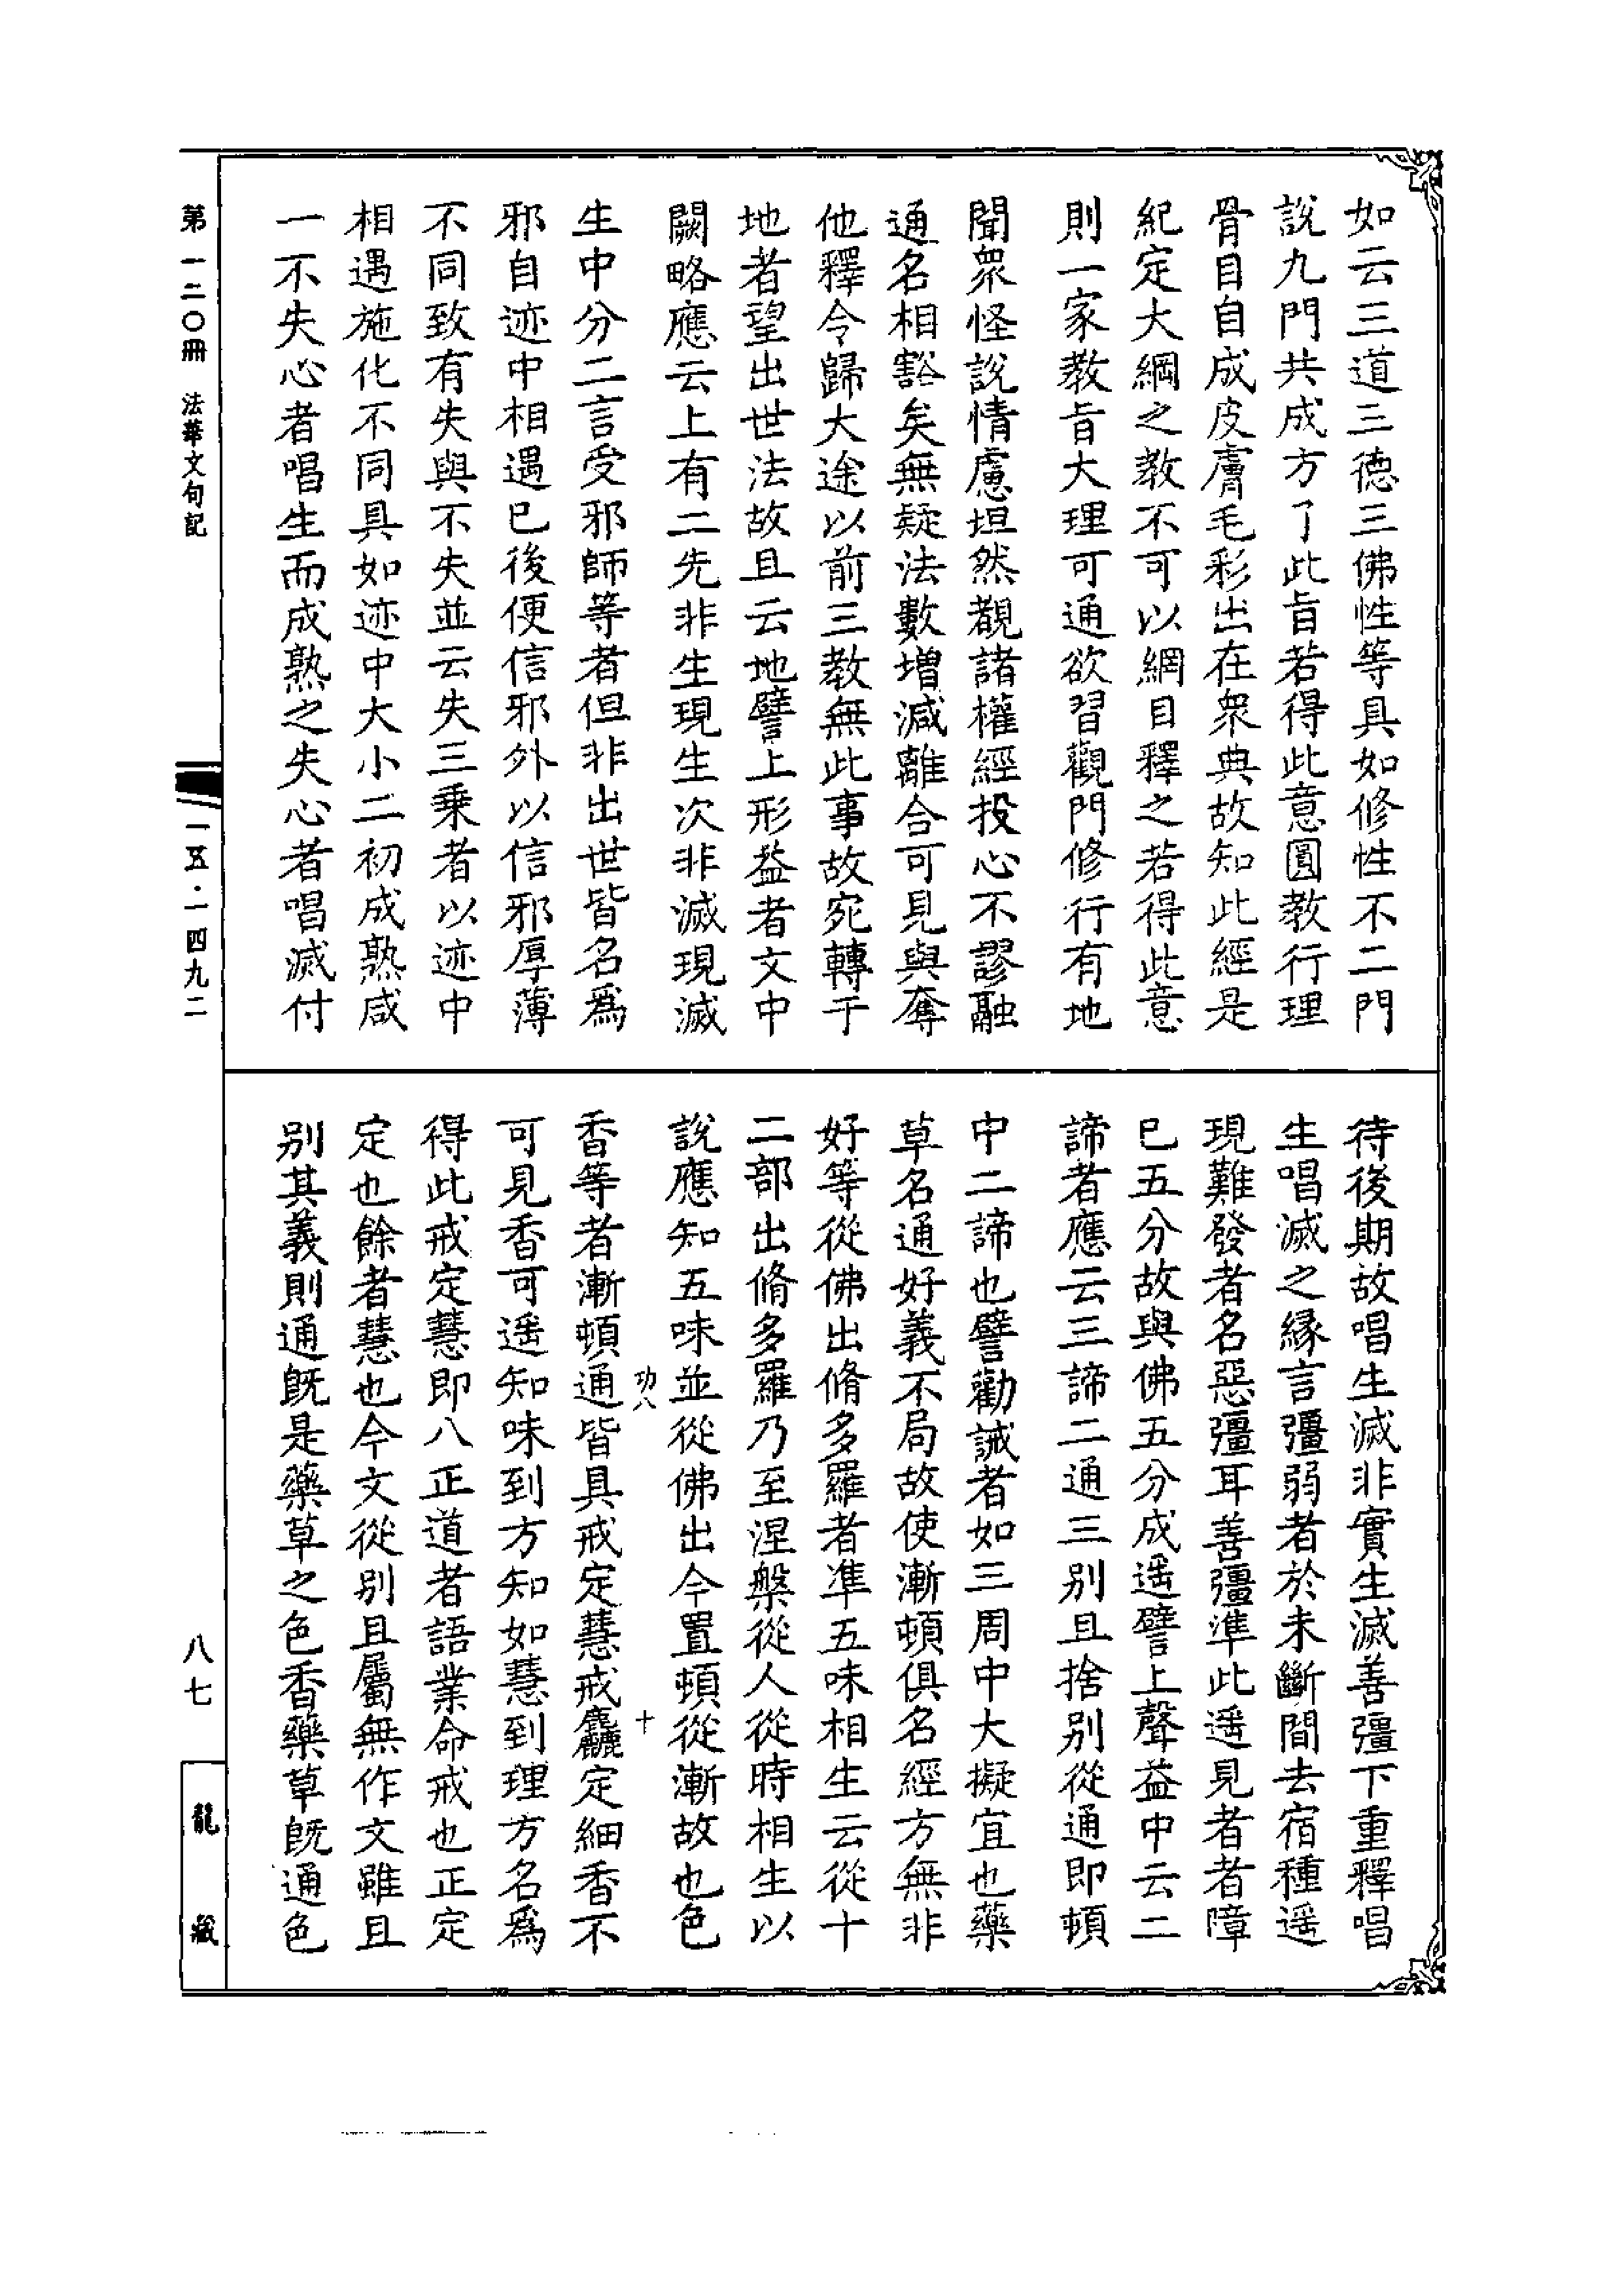 如云三道三德三佛性等具如修性不二門
說九門共成方了此旨若得此意圓教行理
骨目自成皮膚毛彩出在衆典故知此經是
紀定大綱之教不可以網目釋之若得此意
則一家教旨大理可通欲習觀門修行有地
聞衆怪說情慮坦然覩諸權經投心不謬融
通名相豁矣無疑法數增減離合可見與奪
他釋令歸大途以前三教無此事故宛轉于
地者望出世法故且云地譬上形益者文中
闕略應云上有二先非生現生次非滅現滅
生中分二言受邪師等者但非出世皆名爲
邪自迹中相遇巳後便信邪外以信邪厚薄
不同致有失與不失並云失三乗者以迹中
相遇施化不同具如迹中大小二初成熟咸
一不失心者唱生而成熟之失心者唱滅付
待後期故唱生滅非實生滅善彊下重釋唱
生唱滅之縁言彊弱者於未斷間去宿種遥
現難發者名惡彊耳善彊準此遥見者者障
巳五分故與佛五分成遥譬上聲益中云二
諦者應云三諦二通三别且捨别從通即頓
中二諦也譬勸誡者如三周中大擬宜也藥
草名通好義不局故使漸頓俱名經方無非
好等從佛出脩多羅者準五味相生云從十
二部出脩多羅乃至涅槃從人從時相生以
說應知五味並從佛出今置頓從漸故也色
香等者漸頓通皆具戒定慧戒麤定細香不
可見香可遥知味到方知如慧到理方名爲
得此戒定慧即八正道者語業命戒也正定
定也餘者慧也今文從别且屬無作文雖且
别其義則通旣是藥草之色香藥草旣通色
功八
十
第一二〇冊 法華文句記
一五·一四九二
八七
龍藏